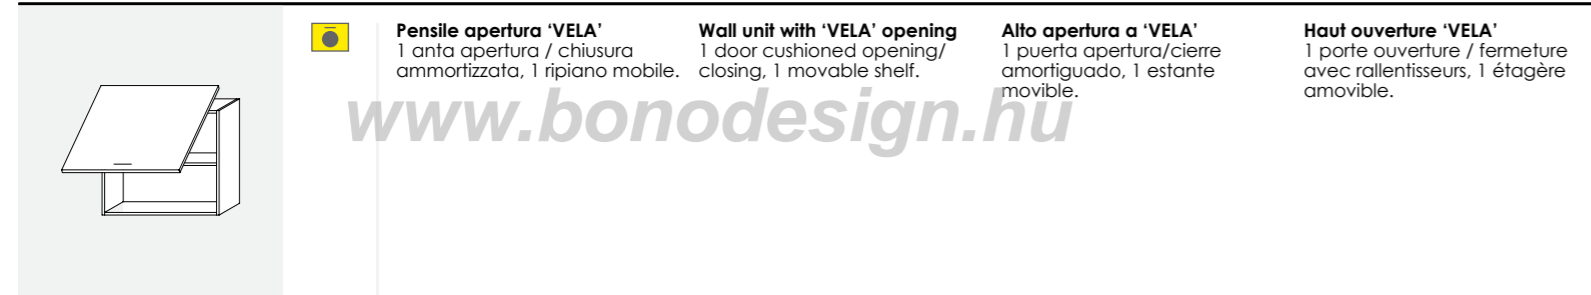 Pensile apertura ‘VELA’
1 anta apertura / chiusura
ammortizzata, 1 ripiano mobile.
Wall unit with ‘VELA’ opening
1 door cushioned opening/
closing, 1 movable shelf.
Alto apertura a ‘VELA’
1 puerta apertura/cierre
amortiguado, 1 estante
movible.
Haut ouverture ‘VELA’
1 porte ouverture / fermeture
avec rallentisseurs, 1 étagère
amovible.
www.bonodesign.hu